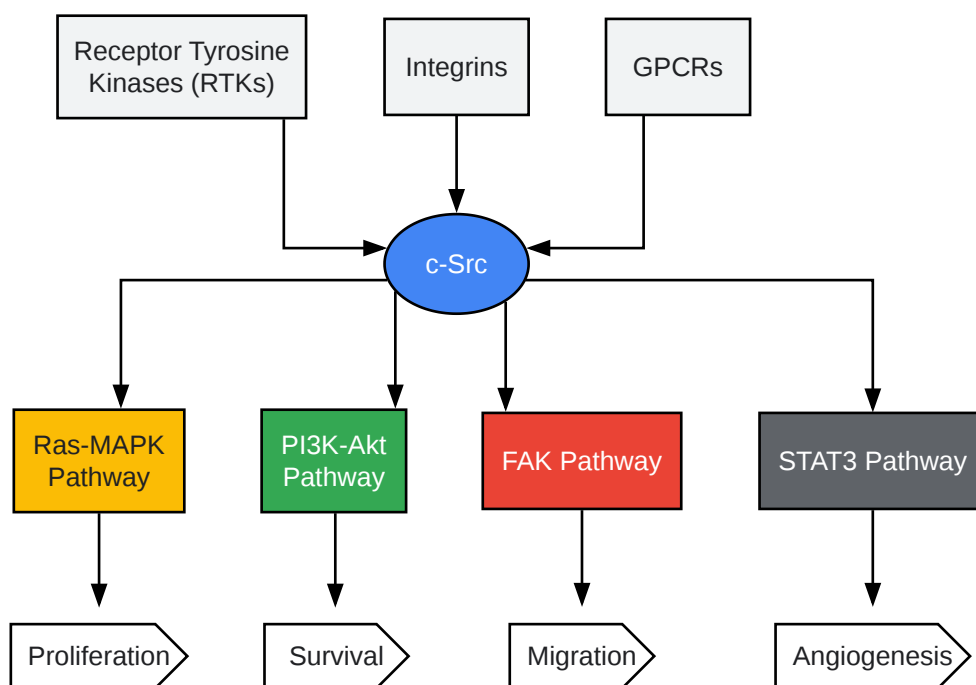 Receptor Tyrosine
Kinases (RTKs)
Integrins
GPCRs
c-Src
Ras-MAPK
Pathway
PI3K-Akt
Pathway
FAK Pathway
STAT3 Pathway
Proliferation
Survival
Migration
Angiogenesis